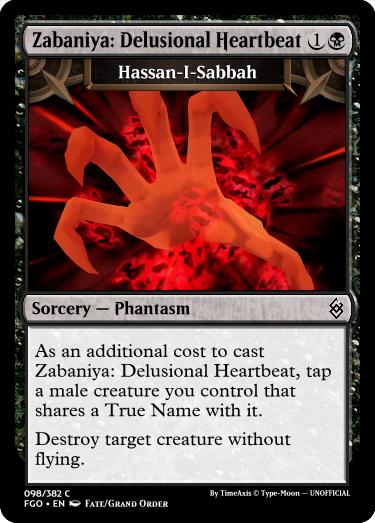 Zabaniya: Delusional Heartbeat 1
Hassan-I-Sabbah
Sorcery — Phantasm
As an additional cost to cast
Zabaniya: Delusional Heartbeat, tap
a male creature you control that
shares a True Name with it.
Destroy target creature without
flying.
098/382 C
FGO • EN Fate/Grand Order
By TimeAxis © Type-Moon — UNOFFICIAL